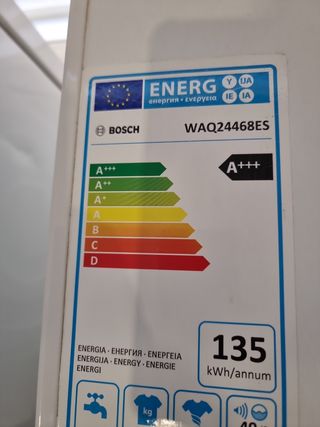 ENERG Y IJA
енергия · ενεργεια IE IA
BOSCH WAQ24468ES
A+++
A++
A+
A
B
C
D
A+++
ENERGIA · ЕНЕРГИЯ · ΕΝΕΡΓΕΙΑ
ENERGIJA · ENERGY · ENERGIE
ENERGI
135
kWh/annum
kg